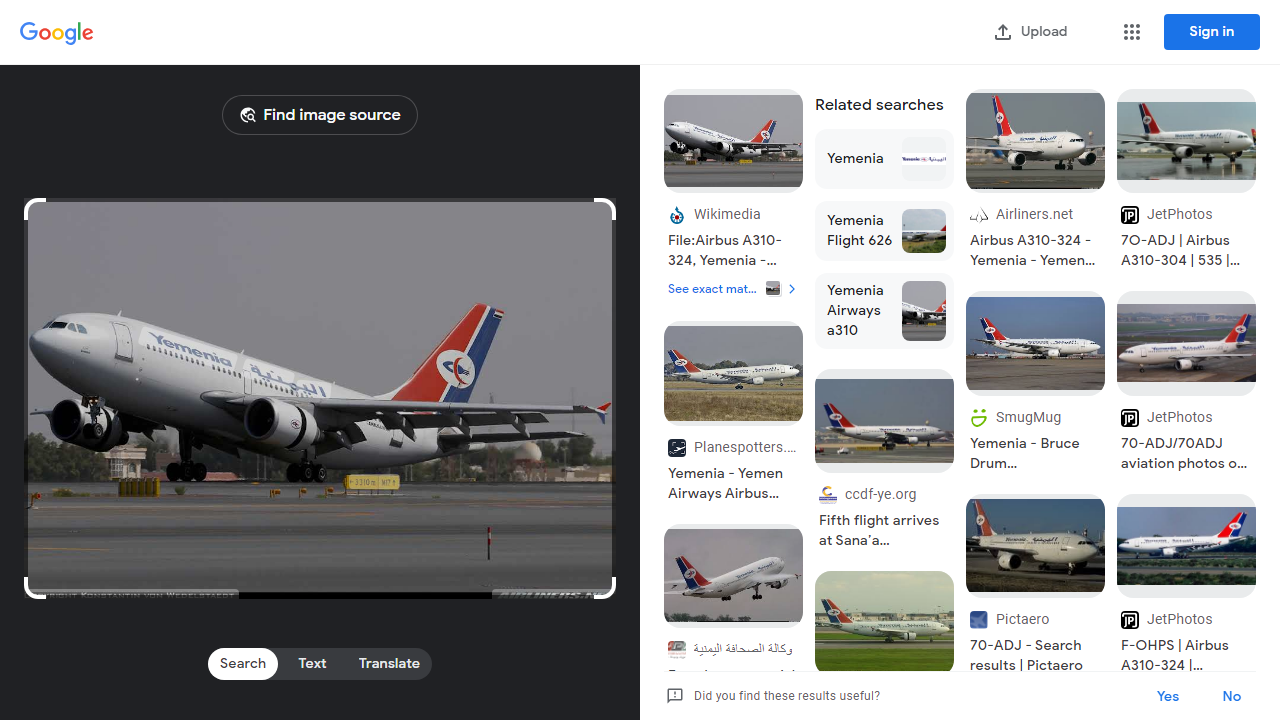 Google
Upload
Sign in
Find image source
Yemenia
اليمنية
Search
Text
Translate
Wikimedia
File:Airbus A310-
324, Yemenia -...
See exact mat...
Planespotters....
Yemenia - Yemen
Airways Airbus...
وكالة الصحافة اليمنية
Related searches
Yemenia
Yemenia
Flight 626
Yemenia
Airways
a310
ccdf-ye.org
Fifth flight arrives
at Sana’a...
Airliners.net
Airbus A310-324 -
Yemenia - Yemen...
SmugMug
Yemenia - Bruce
Drum...
Pictaero
70-ADJ - Search
results | Pictaero
JetPhotos
7O-ADJ | Airbus
A310-304 | 535 |...
JetPhotos
70-ADJ/70ADJ
aviation photos o...
JetPhotos
F-OHPS | Airbus
A310-324 |...
Did you find these results useful?
Yes
No